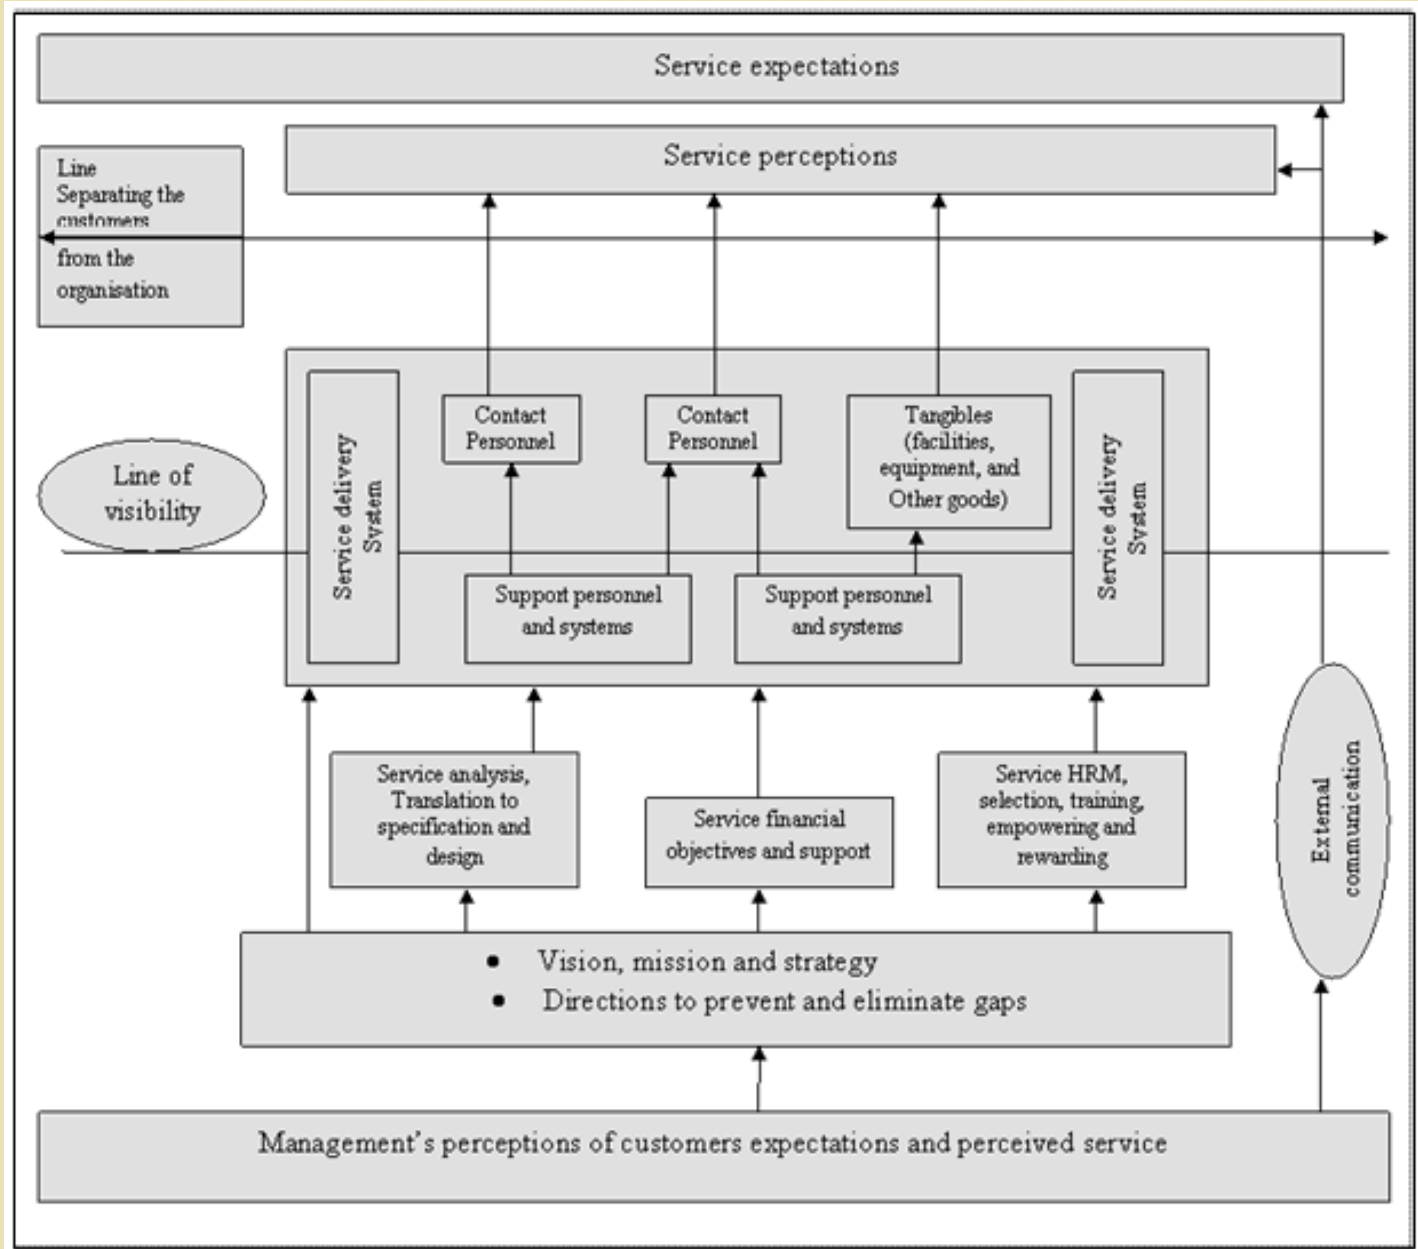 Service expectations
Service perceptions
Line
Separating the
customers
from the
organisation
Contact
Personnel
Contact
Personnel
Tangibles
(facilities,
equipment, and
Other goods)
Service delivery
System
Service delivery
System
Line of
visibility
Support personnel
and systems
Support personnel
and systems
Service analysis,
Translation to
specification and
design
Service financial
objectives and support
Service HRM,
selection, training,
empowering and
rewarding
External
communication
• Vision, mission and strategy
• Directions to prevent and eliminate gaps
Management's perceptions of customers expectations and perceived service